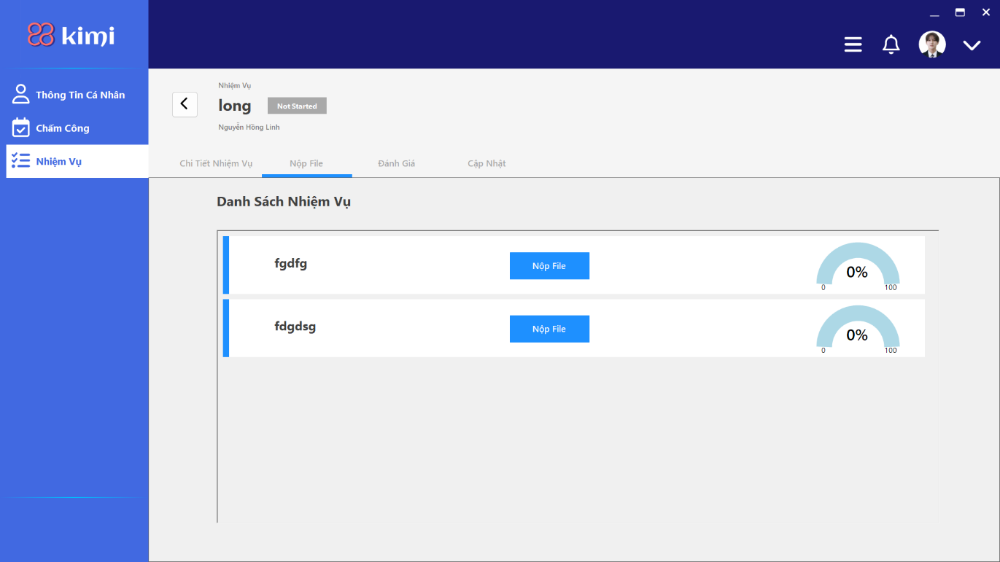 kimi
Thông Tin Cá Nhân
Chấm Công
Nhiệm Vụ
Nhiệm Vụ
long
Not Started
Nguyễn Hồng Linh
Chi Tiết Nhiệm Vụ
Nộp File
Đánh Giá
Cập Nhật
Danh Sách Nhiệm Vụ
fgdfg
Nộp File
0%
0 100
fdgdsg
Nộp File
0%
0 100